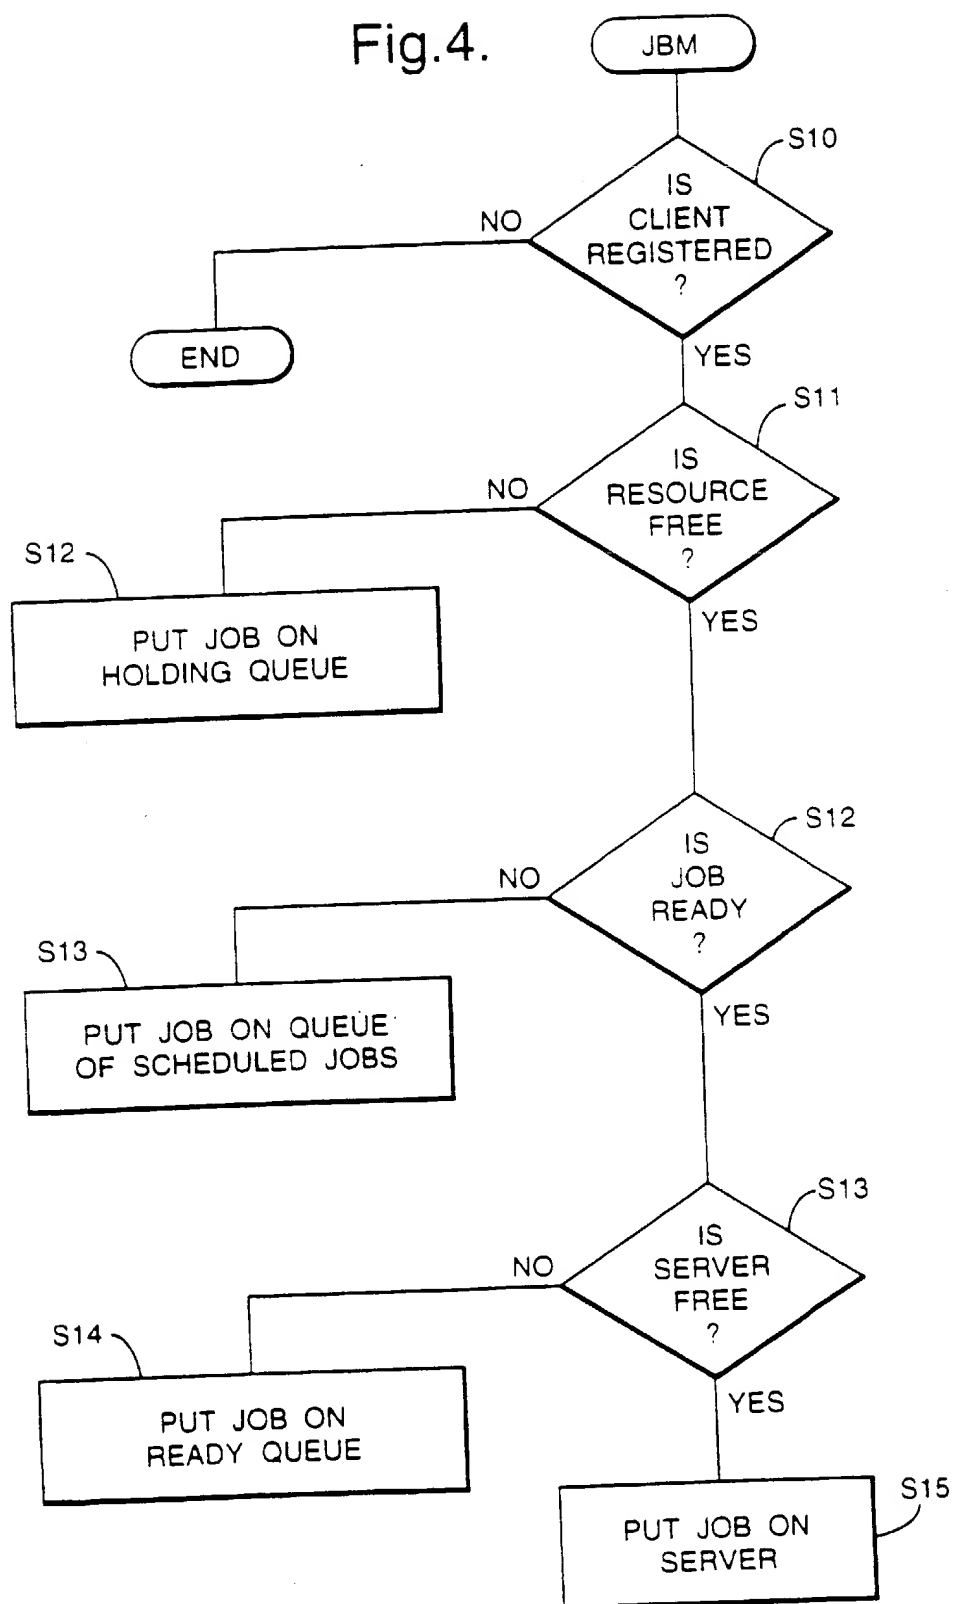 Fig.4.
JBM
S10
IS
CLIENT
REGISTERED
?
NO
YES
END
S11
IS
RESOURCE
FREE
?
NO
YES
S12
PUT JOB ON
HOLDING QUEUE
S12
IS
JOB
READY
?
NO
YES
S13
PUT JOB ON QUEUE
OF SCHEDULED JOBS
S13
IS
SERVER
FREE
?
NO
YES
S14
PUT JOB ON
READY QUEUE
S15
PUT JOB ON
SERVER